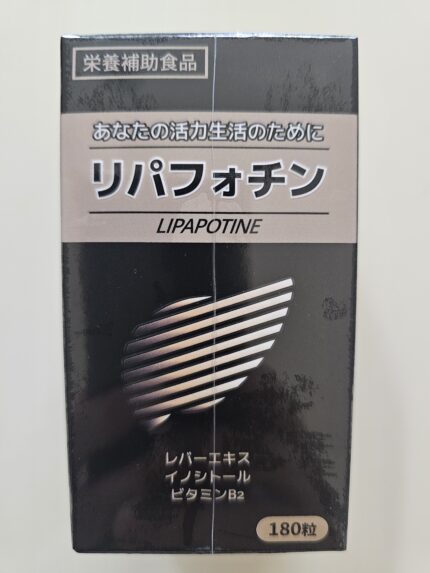 栄養補助食品
あなたの活力生活のために
リパフォチン
LIPAPOTINE
レバーエキス
イノシトール
ビタミンB2
180粒